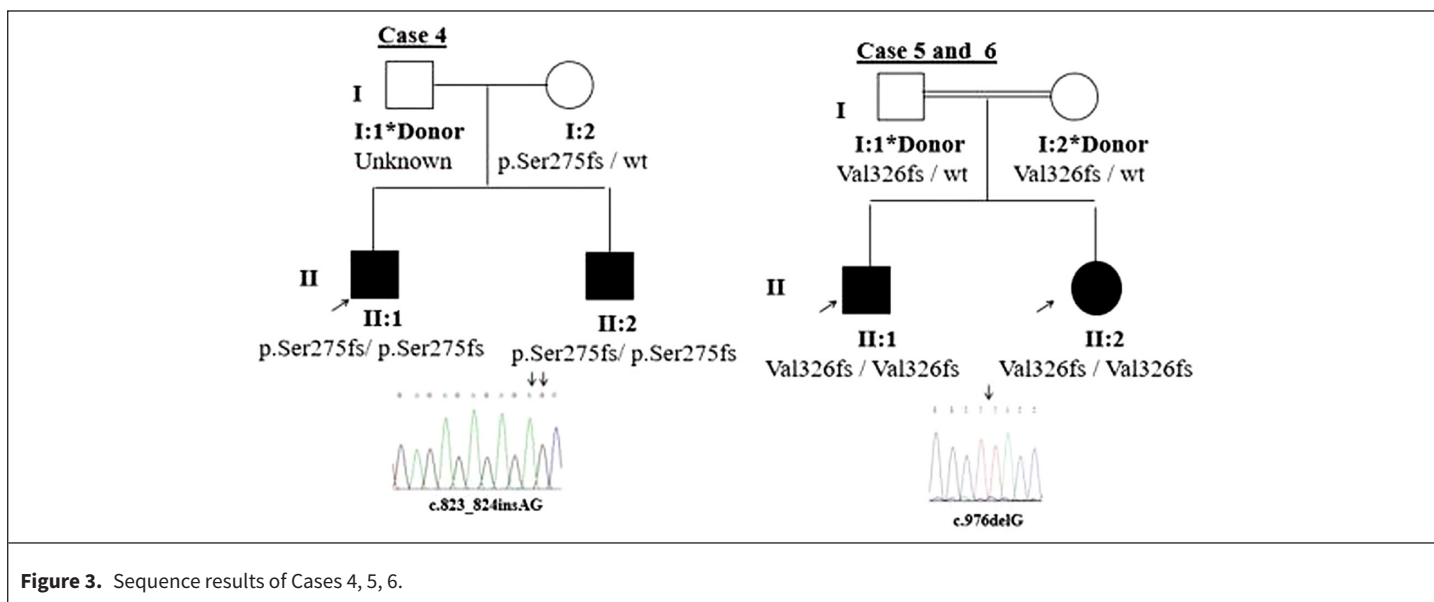 Case 4
I
I:1*Donor
Unknown
I:2
p.Ser275fs / wt
II
II:1
p.Ser275fs/ p.Ser275fs
II:2
p.Ser275fs/ p.Ser275fs
c.823_824insAG
Case 5 and 6
I
I:1*Donor
Val326fs / wt
I:2*Donor
Val326fs / wt
II
II:1
Val326fs / Val326fs
II:2
Val326fs / Val326fs
c.976delG
Figure 3. Sequence results of Cases 4, 5, 6.